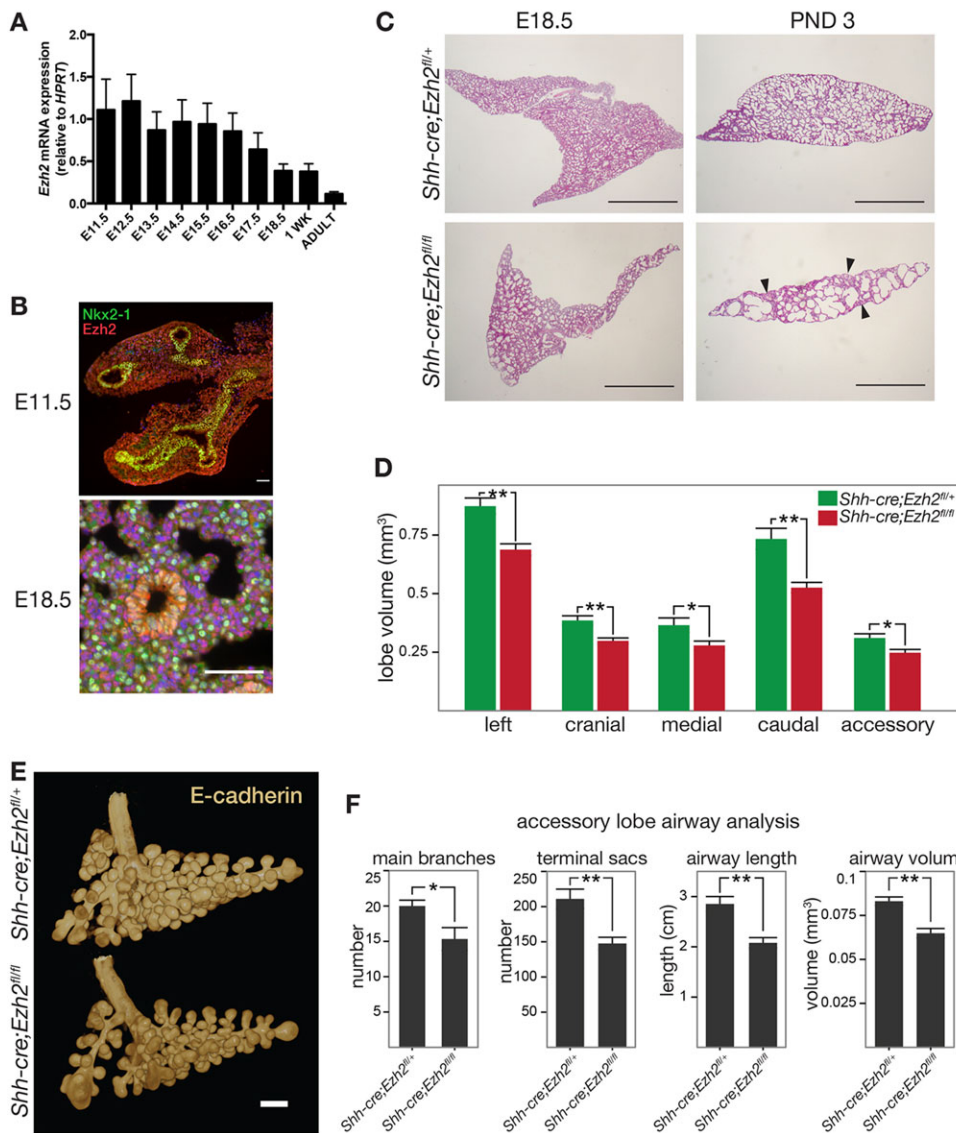 A
Ezh2 mRNA expression
(relative to HPRT)
2.0
1.5
1.0
0.5
0.0
E11.5
E12.5
E13.5
E14.5
E15.5
E16.5
E17.5
E18.5
1 WK
ADULT
B
Nkx2-1
Ezh2
E11.5
E18.5
C
E18.5
PND 3
Shh-cre;Ezh2fl/+
Shh-cre;Ezh2fl/fl
D
lobe volume (mm³)
0.75
0.5
0.25
**
**
*
**
*
Shh-cre;Ezh2fl/+
Shh-cre;Ezh2fl/fl
left
cranial
medial
caudal
accessory
E
E-cadherin
Shh-cre;Ezh2fl/+
Shh-cre;Ezh2fl/fl
F
accessory lobe airway analysis
main branches
number
25
20
15
10
5
*
Shh-cre;Ezh2fl/+
Shh-cre;Ezh2fl/fl
terminal sacs
number
250
200
150
100
50
**
Shh-cre;Ezh2fl/+
Shh-cre;Ezh2fl/fl
airway length
length (cm)
3
2
1
**
Shh-cre;Ezh2fl/+
Shh-cre;Ezh2fl/fl
airway volum
volume (mm³)
0.1
0.075
0.05
0.025
**
Shh-cre;Ezh2fl/+
Shh-cre;Ezh2fl/fl